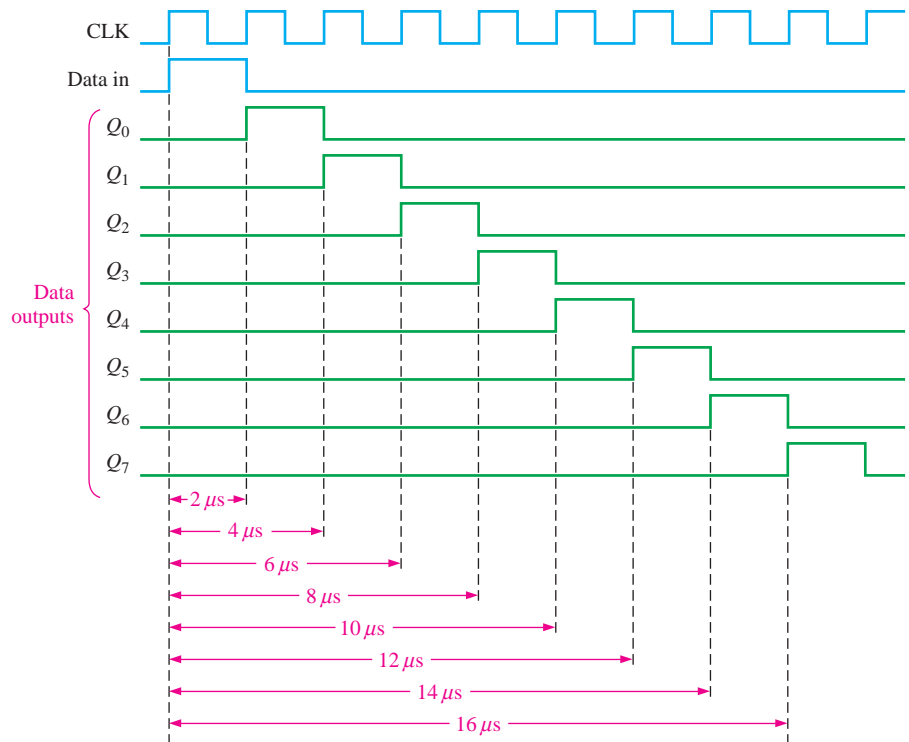 CLK
Data in
Q0
Q1
Q2
Q3
Data
outputs
Q4
Q5
Q6
Q7
2 μs
4 μs
6 μs
8 μs
10 μs
12 μs
14 μs
16 μs